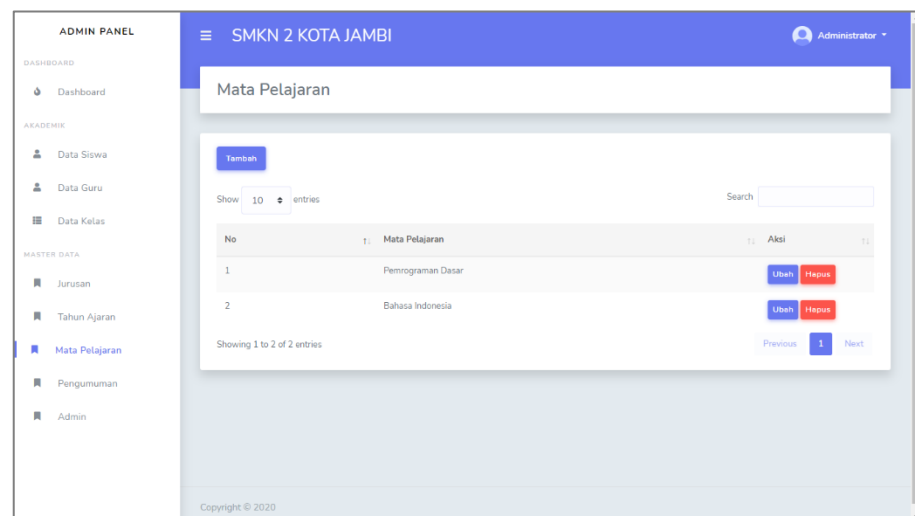 ADMIN PANEL
SMKN 2 KOTA JAMBI
Administrator
DASHBOARD
Dashboard
AKADEMIK
Data Siswa
Data Guru
Data Kelas
MASTER DATA
Jurusan
Tahun Ajaran
Mata Pelajaran
Pengumuman
Admin
Mata Pelajaran
Tambah
Show 10 entries Search
No Mata Pelajaran Aksi
1 Pemrograman Dasar Ubah Hapus
2 Bahasa Indonesia Ubah Hapus
Showing 1 to 2 of 2 entries Previous 1 Next
Copyright © 2020